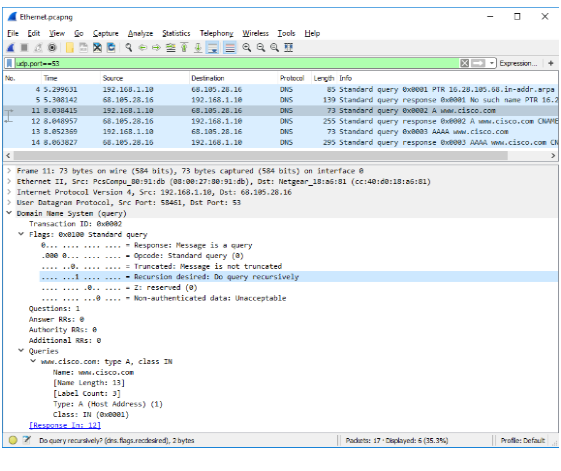 Ethernet.pcapng
File Edit View Go Capture Analyze Statistics Telephony Wireless Tools Help
udp.port==53 Expression... +
No. Time Source Destination Protocol Length Info
4 5.299631 192.168.1.10 68.105.28.16 DNS 85 Standard query 0x0001 PTR 16.28.105.68.in-addr.arpa
5 5.308142 68.105.28.16 192.168.1.10 DNS 139 Standard query response 0x0001 No such name PTR 16.2
11 8.038415 192.168.1.10 68.105.28.16 DNS 73 Standard query 0x0002 A www.cisco.com
12 8.048957 68.105.28.16 192.168.1.10 DNS 255 Standard query response 0x0002 A www.cisco.com CNAME
13 8.052369 192.168.1.10 68.105.28.16 DNS 73 Standard query 0x0003 AAAA www.cisco.com
14 8.063827 68.105.28.16 192.168.1.10 DNS 295 Standard query response 0x0003 AAAA www.cisco.com CN
Frame 11: 73 bytes on wire (584 bits), 73 bytes captured (584 bits) on interface 0
Ethernet II, Src: PcsCompu_80:91:db (08:00:27:80:91:db), Dst: Netgear_18:a6:81 (cc:40:d0:18:a6:81)
Internet Protocol Version 4, Src: 192.168.1.10, Dst: 68.105.28.16
User Datagram Protocol, Src Port: 58461, Dst Port: 53
Domain Name System (query)
Transaction ID: 0x0002
Flags: 0x0100 Standard query
0... .... .... .... = Response: Message is a query
.000 0... .... .... = Opcode: Standard query (0)
.... ..0. .... .... = Truncated: Message is not truncated
.... ...1 .... .... = Recursion desired: Do query recursively
.... .... .0.. .... = Z: reserved (0)
.... .... ...0 .... = Non-authenticated data: Unacceptable
Questions: 1
Answer RRs: 0
Authority RRs: 0
Additional RRs: 0
Queries
www.cisco.com: type A, class IN
Name: www.cisco.com
[Name Length: 13]
[Label Count: 3]
Type: A (Host Address) (1)
Class: IN (0x0001)
[Response In: 12]
Do query recursively? (dns.flags.recdesired), 2 bytes Packets: 17 · Displayed: 6 (35.3%) Profile: Default